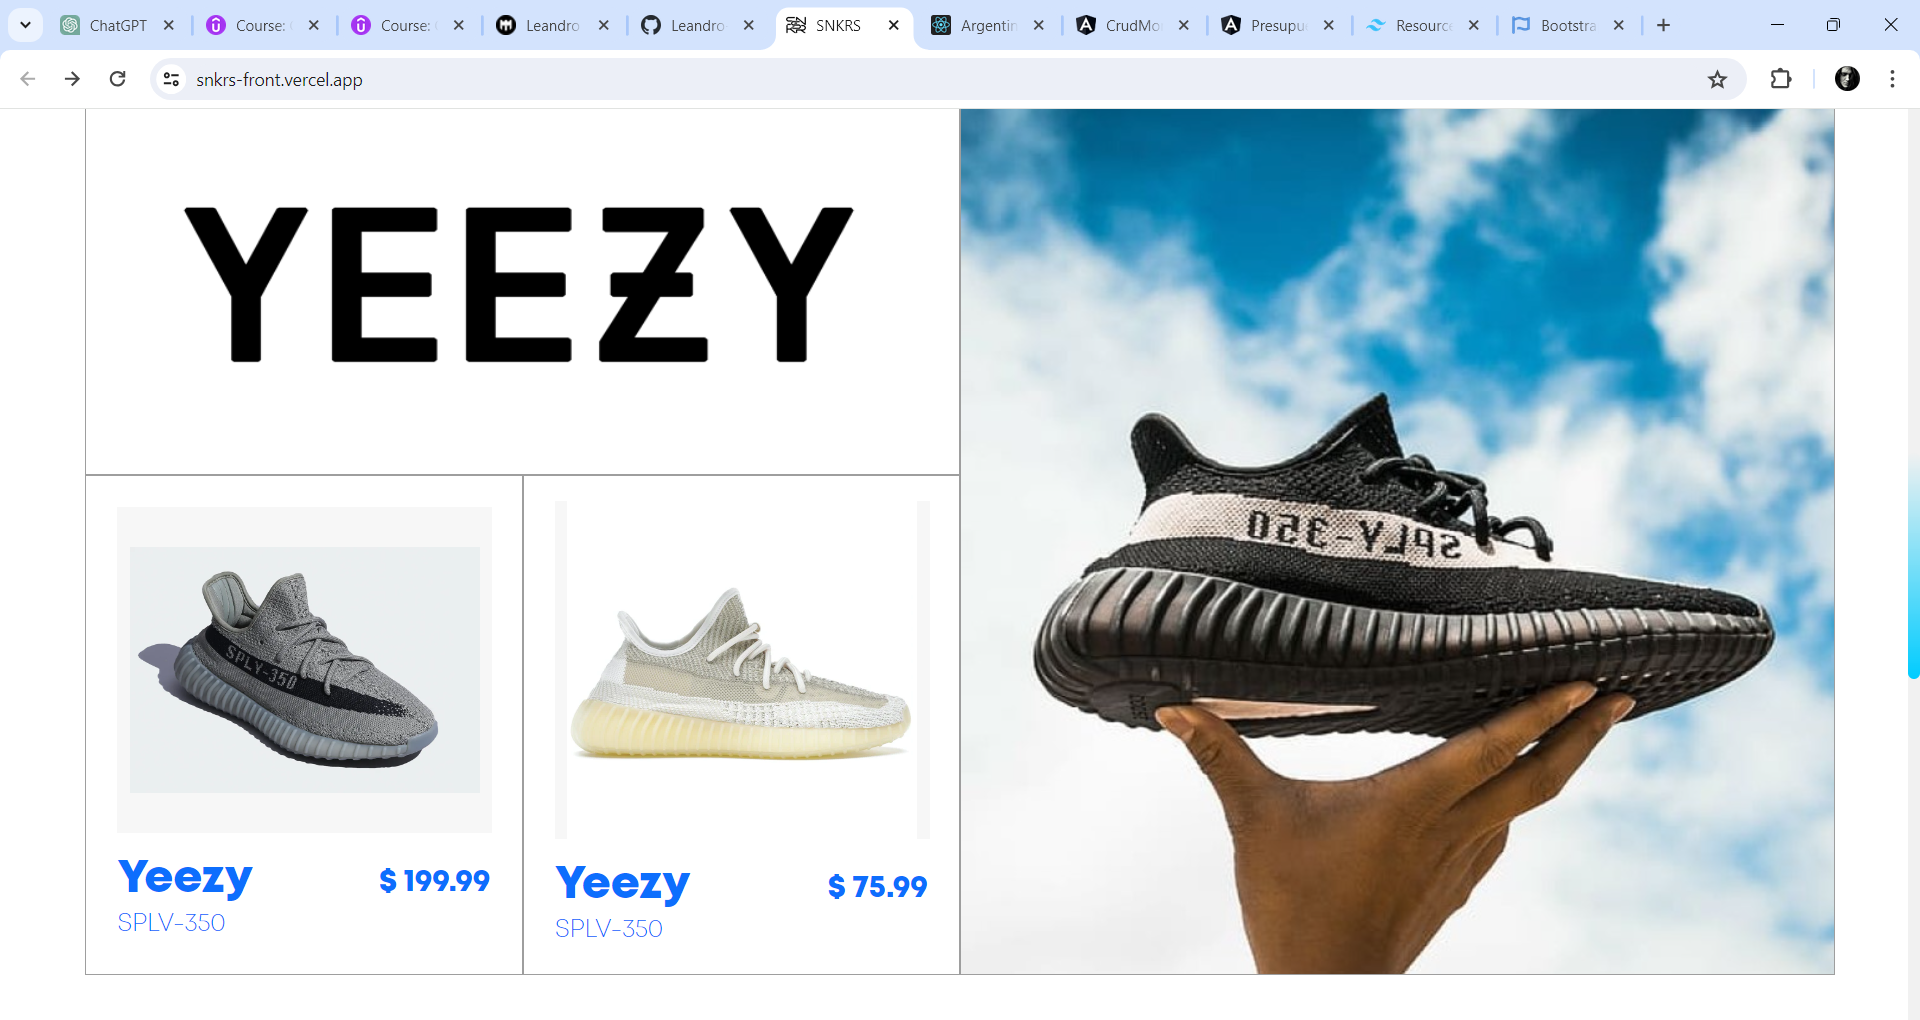 ChatGPT
Course:
Course:
Leandro
Leandro
SNKRS
Argentin
CrudMo
Presupu
Resourc
Bootstra
snkrs-front.vercel.app
YEEZY
SPLY-350
SPLY-350
Yeezy
$ 199.99
SPLV-350
Yeezy
$ 75.99
SPLV-350